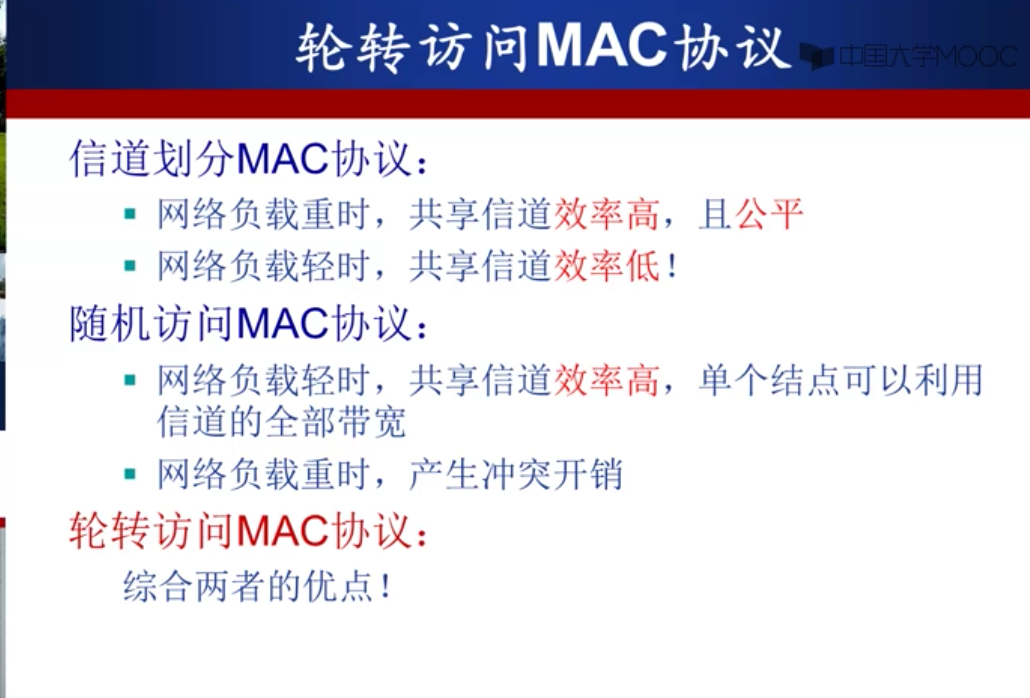 轮转访问MAC协议
中国大学MOOC
信道划分MAC协议：
网络负载重时，共享信道效率高，且公平
网络负载轻时，共享信道效率低！
随机访问MAC协议：
网络负载轻时，共享信道效率高，单个结点可以利用
信道的全部带宽
网络负载重时，产生冲突开销
轮转访问MAC协议：
综合两者的优点！